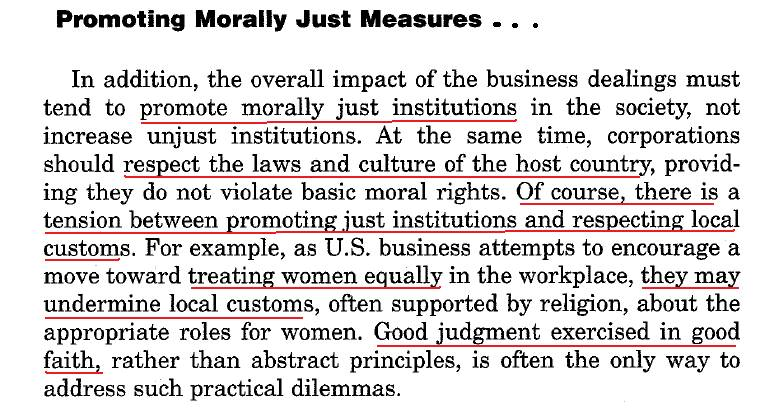 Promoting Morally Just Measures . . .
In addition, the overall impact of the business dealings must
tend to promote morally just institutions in the society, not
increase unjust institutions. At the same time, corporations
should respect the laws and culture of the host country, provid-
ing they do not violate basic moral rights. Of course, there is a
tension between promoting just institutions and respecting local
customs. For example, as U.S. business attempts to encourage a
move toward treating women equally in the workplace, they may
undermine local customs, often supported by religion, about the
appropriate roles for women. Good judgment exercised in good
faith, rather than abstract principles, is often the only way to
address such practical dilemmas.